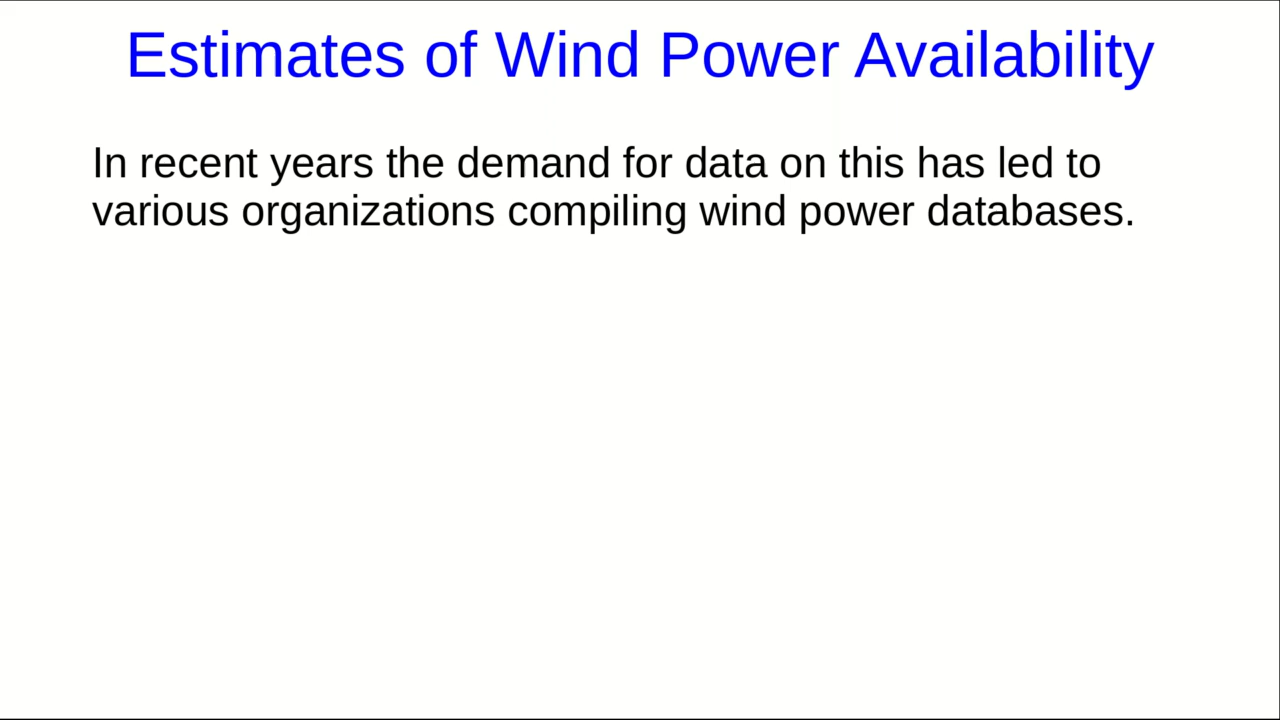 Estimates of Wind Power Availability
In recent years the demand for data on this has led to
various organizations compiling wind power databases.